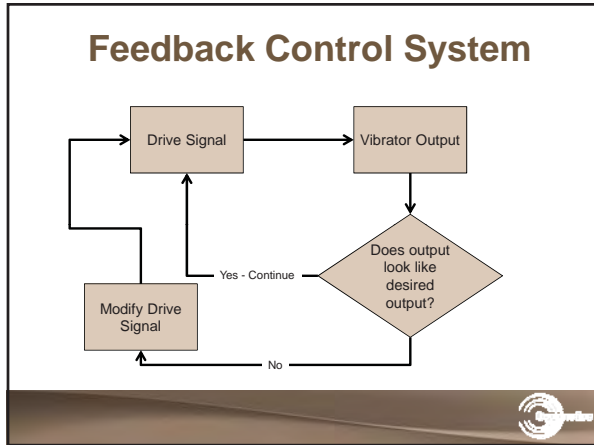 Feedback Control System
Drive Signal
Vibrator Output
Does output
look like
desired
output?
Yes - Continue
Modify Drive
Signal
No